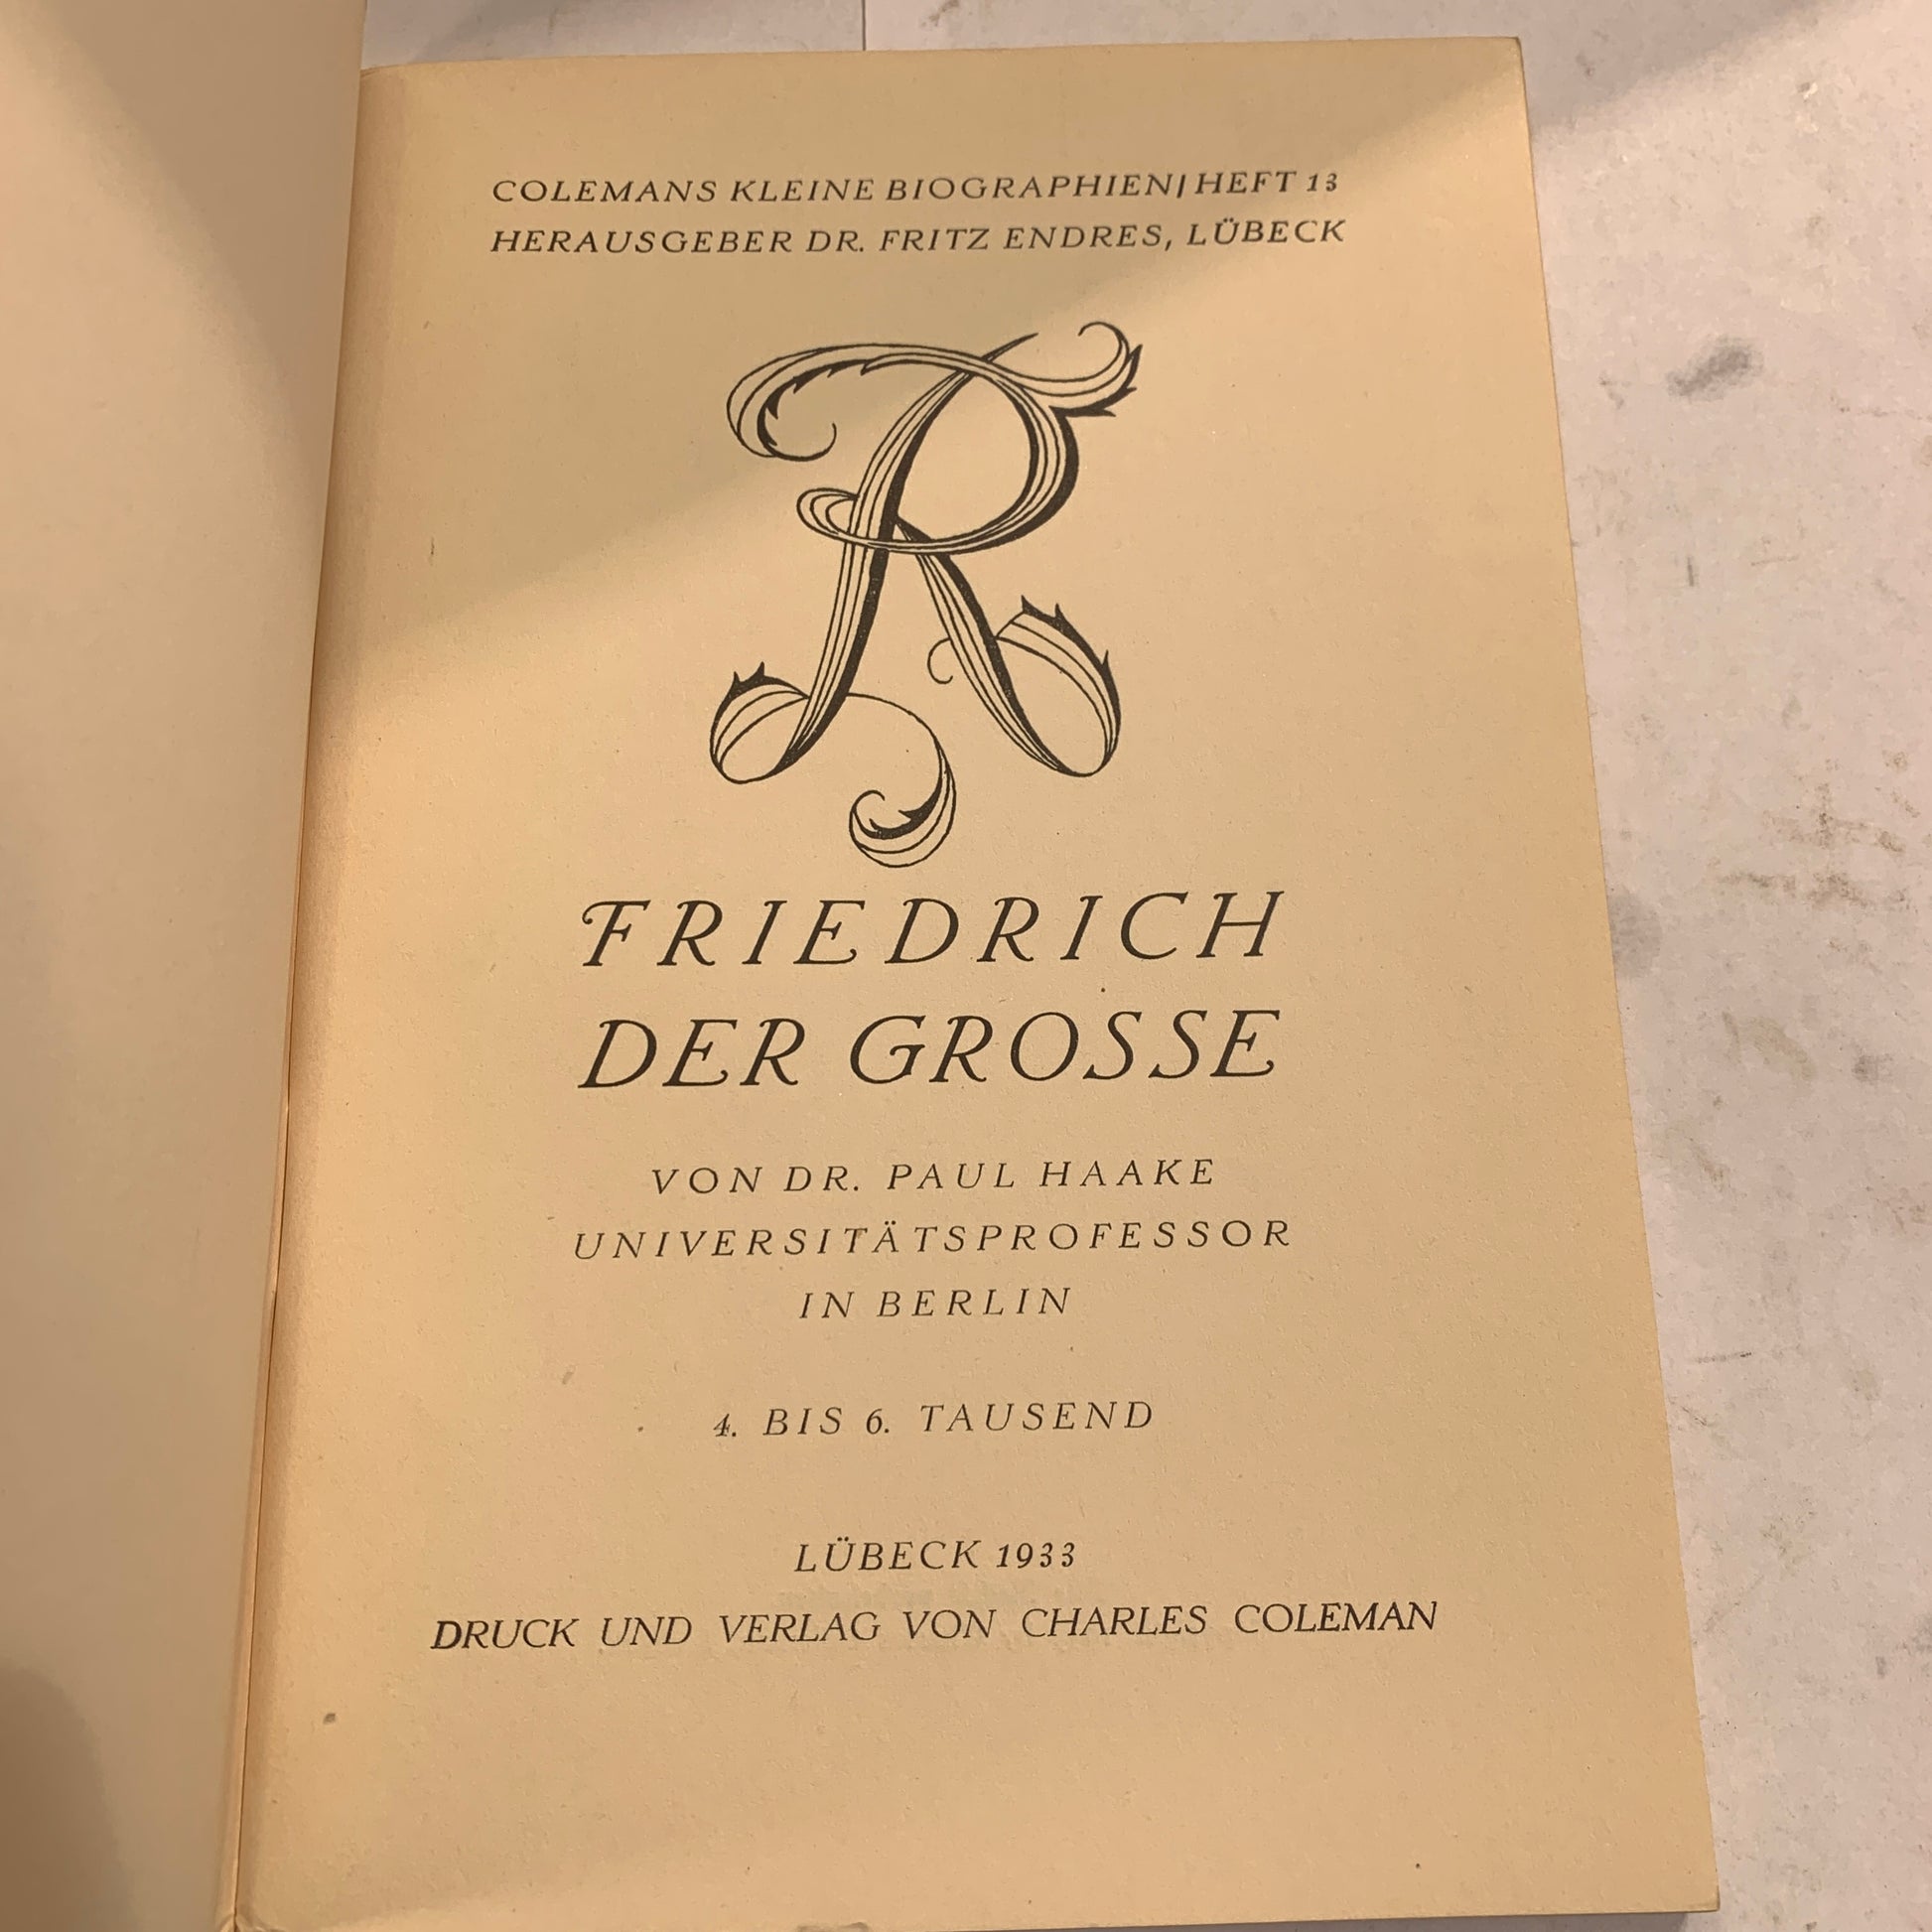 COLEMANS KLEINE BIOGRAPHIEN/HEFT 13
HERAUSGEBER DR. FRITZ ENDRES, LÜBECK
FR
FRIEDRICH
DER GROSSE
VON DR. PAUL HAAKE
UNIVERSITÄTSPROFESSOR
IN BERLIN
4. BIS 6. TAUSEND
LÜBECK 1933
DRUCK UND VERLAG VON CHARLES COLEMAN